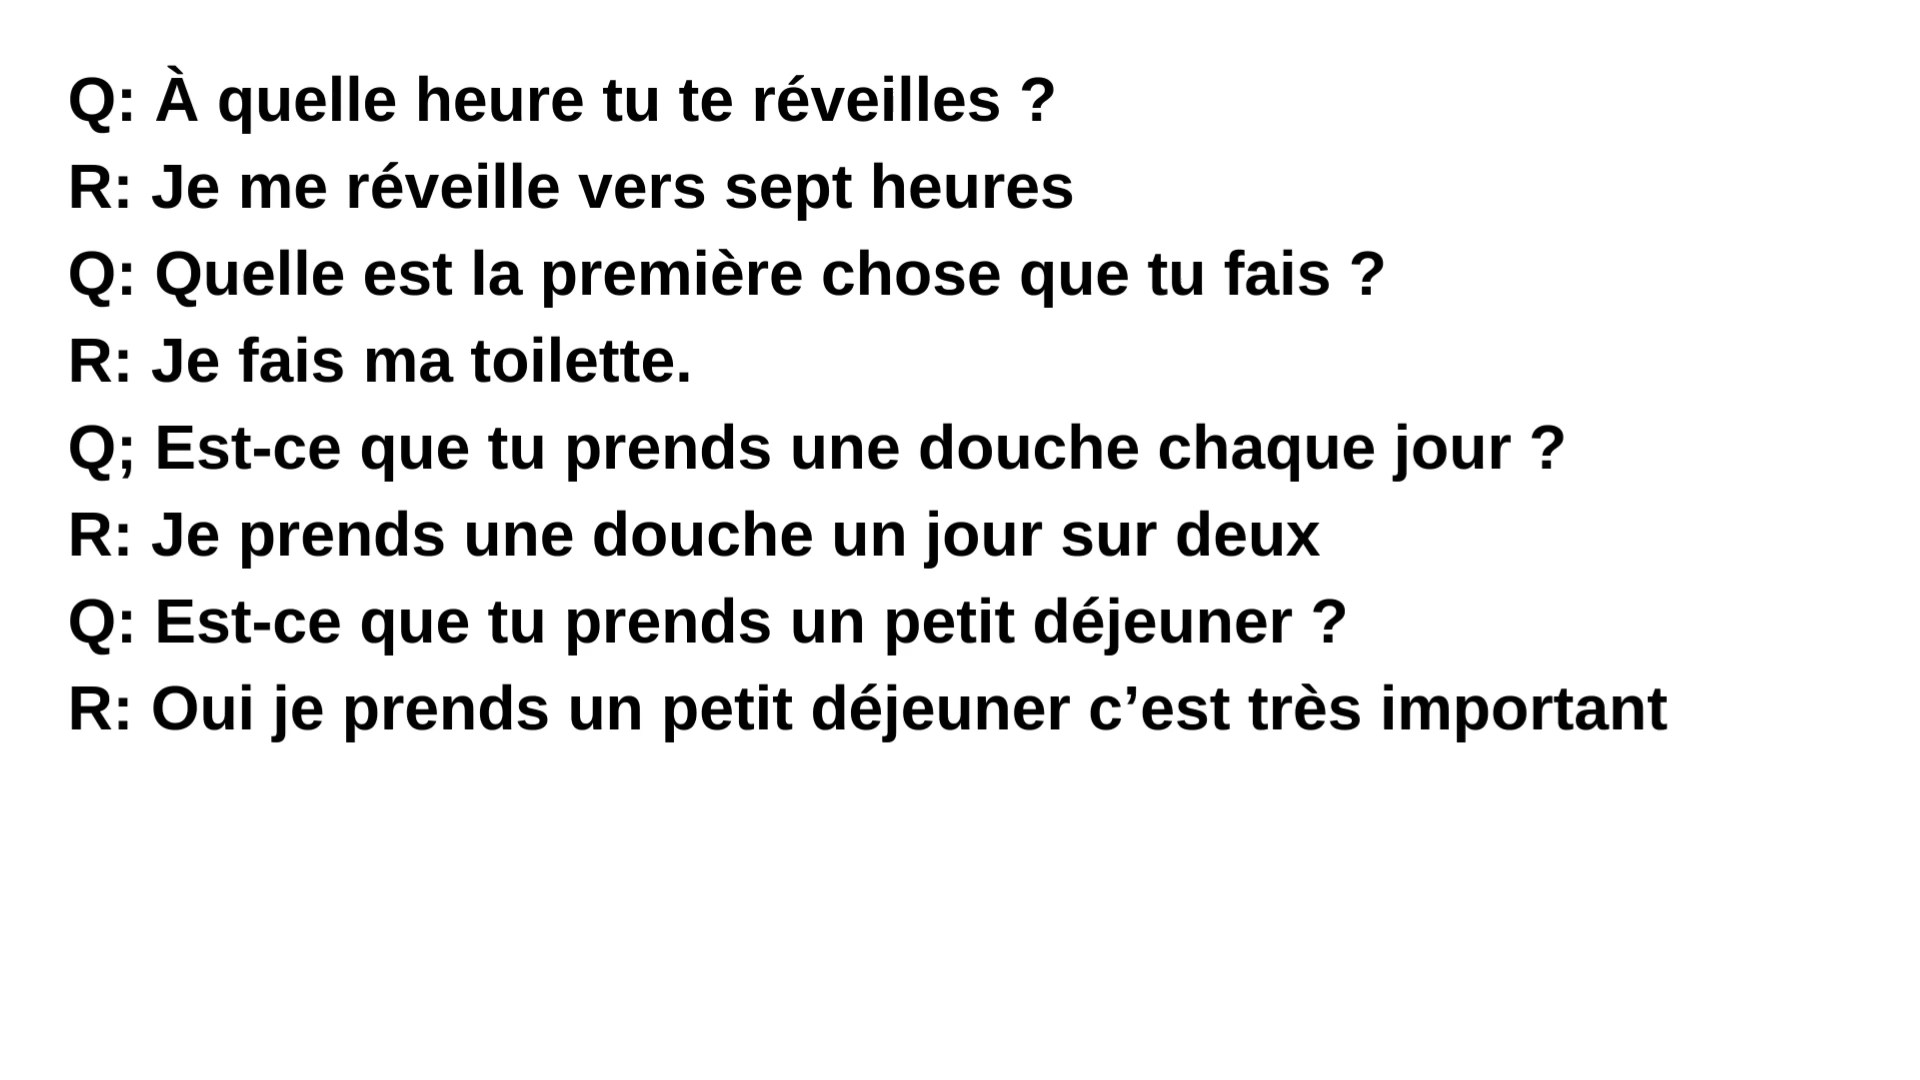 Q: À quelle heure tu te réveilles ?
R: Je me réveille vers sept heures
Q: Quelle est la première chose que tu fais ?
R: Je fais ma toilette.
Q; Est-ce que tu prends une douche chaque jour ?
R: Je prends une douche un jour sur deux
Q: Est-ce que tu prends un petit déjeuner ?
R: Oui je prends un petit déjeuner c’est très important